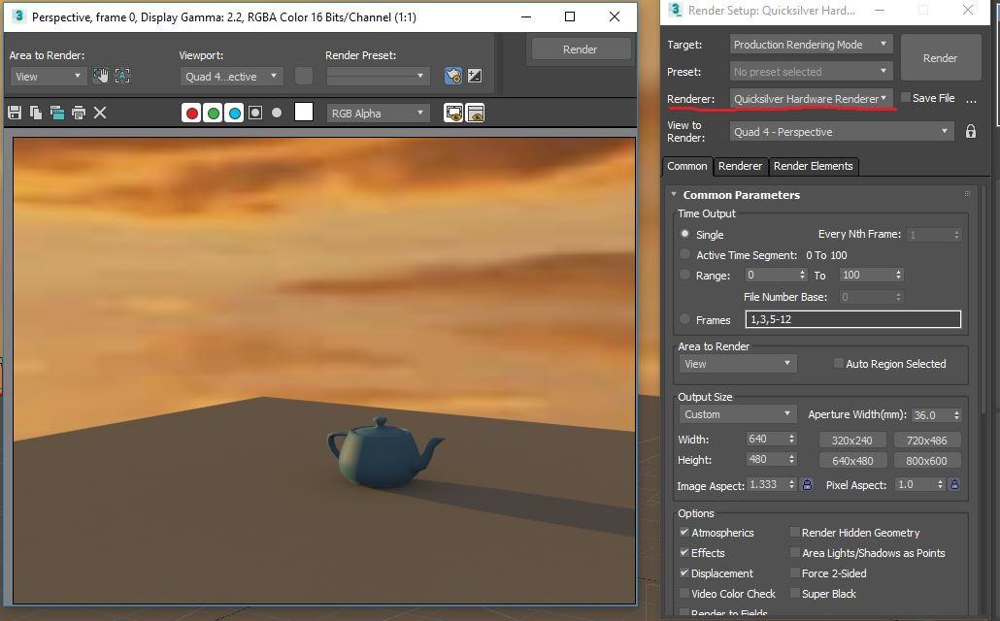 Perspective, frame 0, Display Gamma: 2.2, RGBA Color 16 Bits/Channel (1:1)
Area to Render:
View
Viewport:
Quad 4...ective
Render Preset:
Render
RGB Alpha
Render Setup: Quicksilver Hard...
Target:
Production Rendering Mode
Preset:
No preset selected
Render
Renderer:
Quicksilver Hardware Renderer
Save File
...
View to
Render:
Quad 4 - Perspective
Common
Renderer
Render Elements
Common Parameters
Time Output
Single
Every Nth Frame:
1
Active Time Segment:
0 To 100
Range:
0
To
100
File Number Base:
0
Frames
1,3,5-12
Area to Render
View
Auto Region Selected
Output Size
Custom
Aperture Width(mm):
36.0
Width:
640
320x240
720x486
Height:
480
640x480
800x600
Image Aspect:
1.333
Pixel Aspect:
1.0
Options
Atmospherics
Render Hidden Geometry
Effects
Area Lights/Shadows as Points
Displacement
Force 2-Sided
Video Color Check
Super Black
Render to Fields